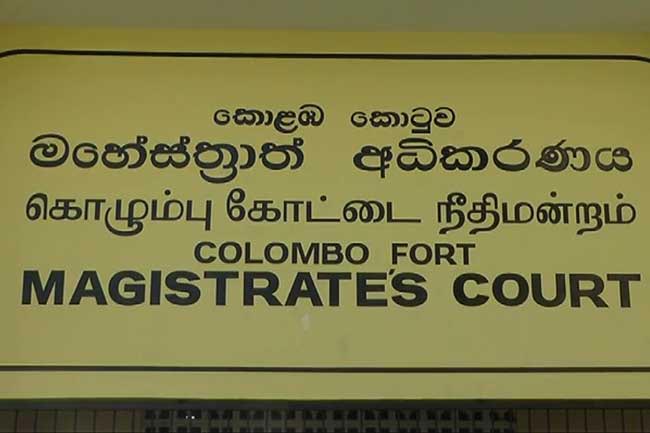 කොළඹ කොටුව
මහේස්ත්‍රාත් අධිකරණය
கொழும்பு கோட்டை நீதிமன்றம்
COLOMBO FORT
MAGISTRATE'S COURT